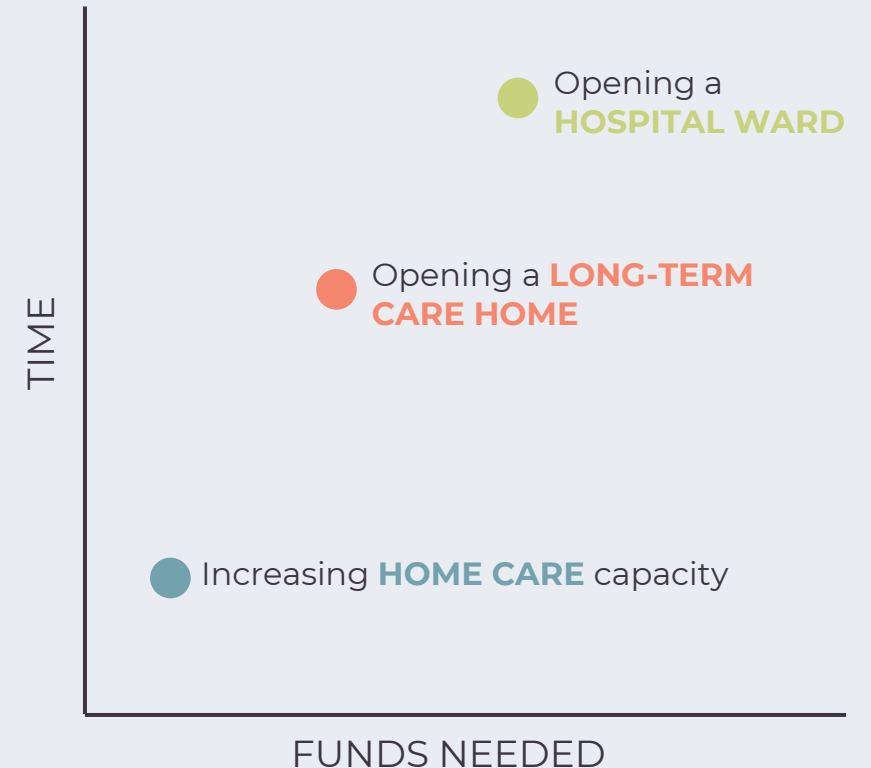 Opening a
HOSPITAL WARD
Opening a LONG-TERM
CARE HOME
TIME
Increasing HOME CARE capacity
FUNDS NEEDED